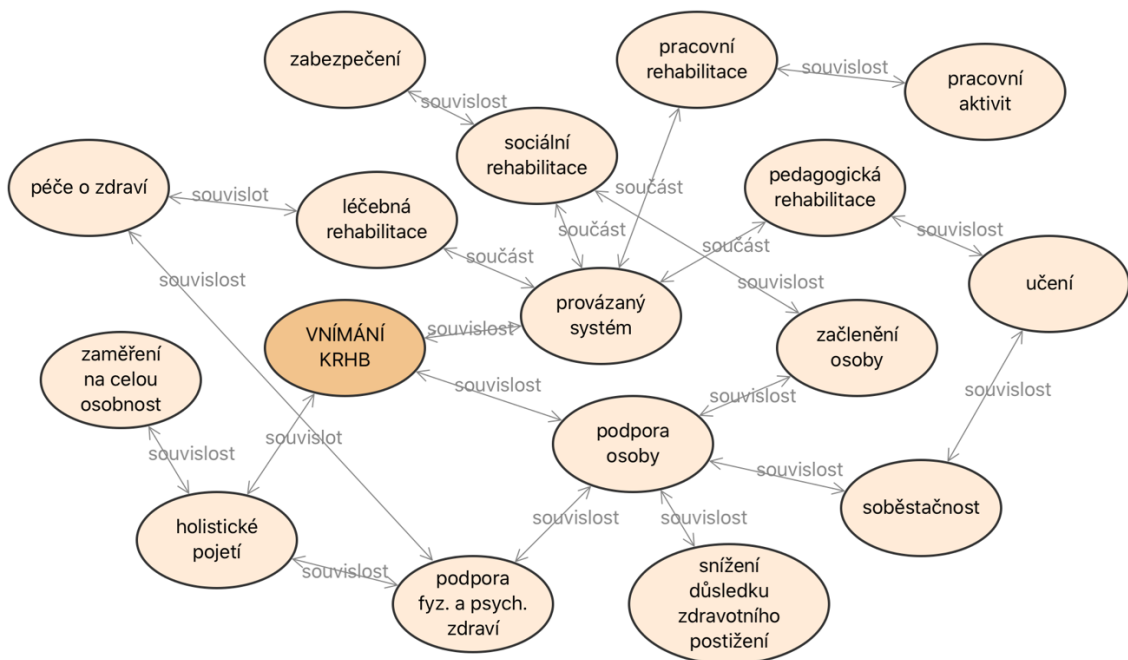 zabezpečení
pracovní
rehabilitace
souvislost
pracovní
aktivit
souvislost
sociální
rehabilitace
péče o zdraví
souvislot
léčebná
rehabilitace
součást
pedagogická
rehabilitace
součást
součást
součást
souvislost
učení
souvislost
souvislost
provázaný
systém
VNÍMÁNÍ
KRHB
souvislost
začlenění
osoby
zaměření
na celou
osobnost
souvislost
souvislost
podpora
osoby
souvislot
souvislost
souvislost
souvislost
soběstačnost
holistické
pojetí
souvislost
souvislost
souvislost
podpora
fyz. a psych.
zdraví
snížení
důsledku
zdravotního
postižení